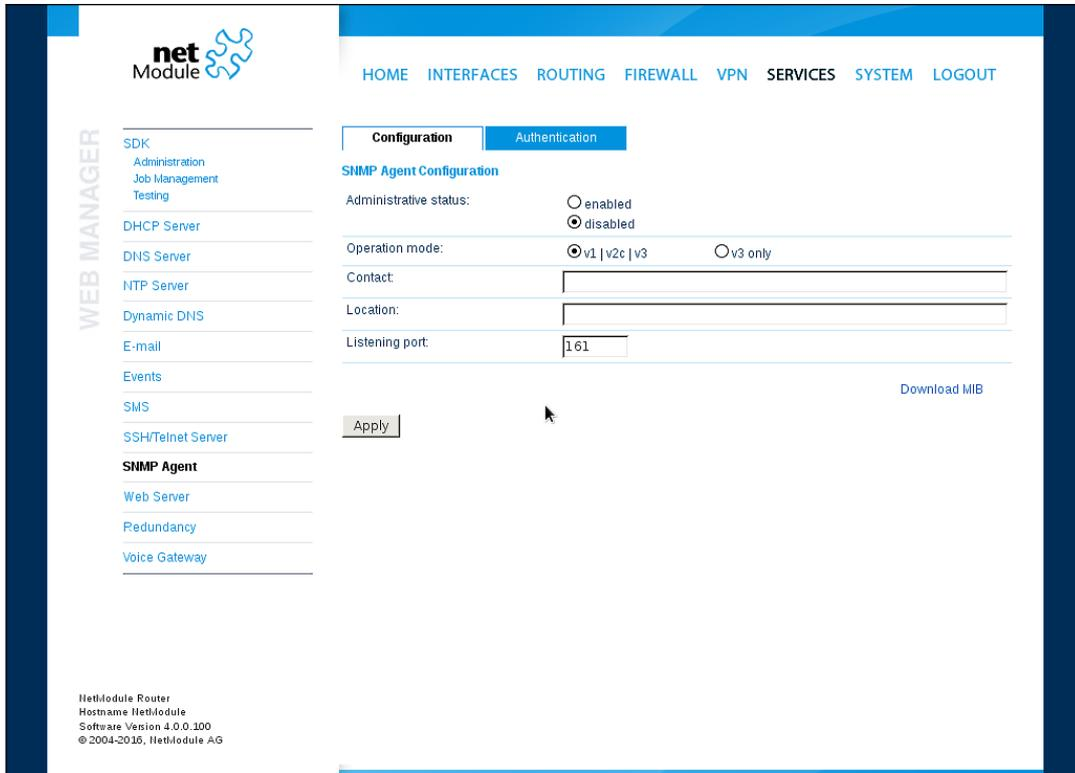 net
Module
HOME INTERFACES ROUTING FIREWALL VPN SERVICES SYSTEM LOGOUT
WEB MANAGER
SDK
Administration
Job Management
Testing
DHCP Server
DNS Server
NTP Server
Dynamic DNS
E-mail
Events
SMS
SSH/Telnet Server
SNMP Agent
Web Server
Redundancy
Voice Gateway
Configuration Authentication
SNMP Agent Configuration
Administrative status: enabled
disabled
Operation mode: v1 | v2c | v3 v3 only
Contact:
Location:
Listening port: 161
Download MIB
Apply
NetModule Router
Hostname NetModule
Software Version 4.0.0.100
© 2004-2016, NetModule AG